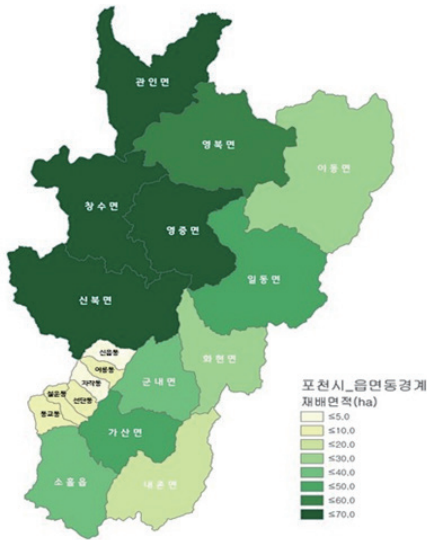 관인면
영북면
이동면
창수면
영중면
일동면
신북면
화현면
신읍동
어룡동
자작동
선단동
설운동
동교동
군내면
가산면
소흘읍
내촌면
포천시_읍면동경계
재배면적(ha)
≤5.0
≤10.0
≤20.0
≤30.0
≤40.0
≤50.0
≤60.0
≤70.0